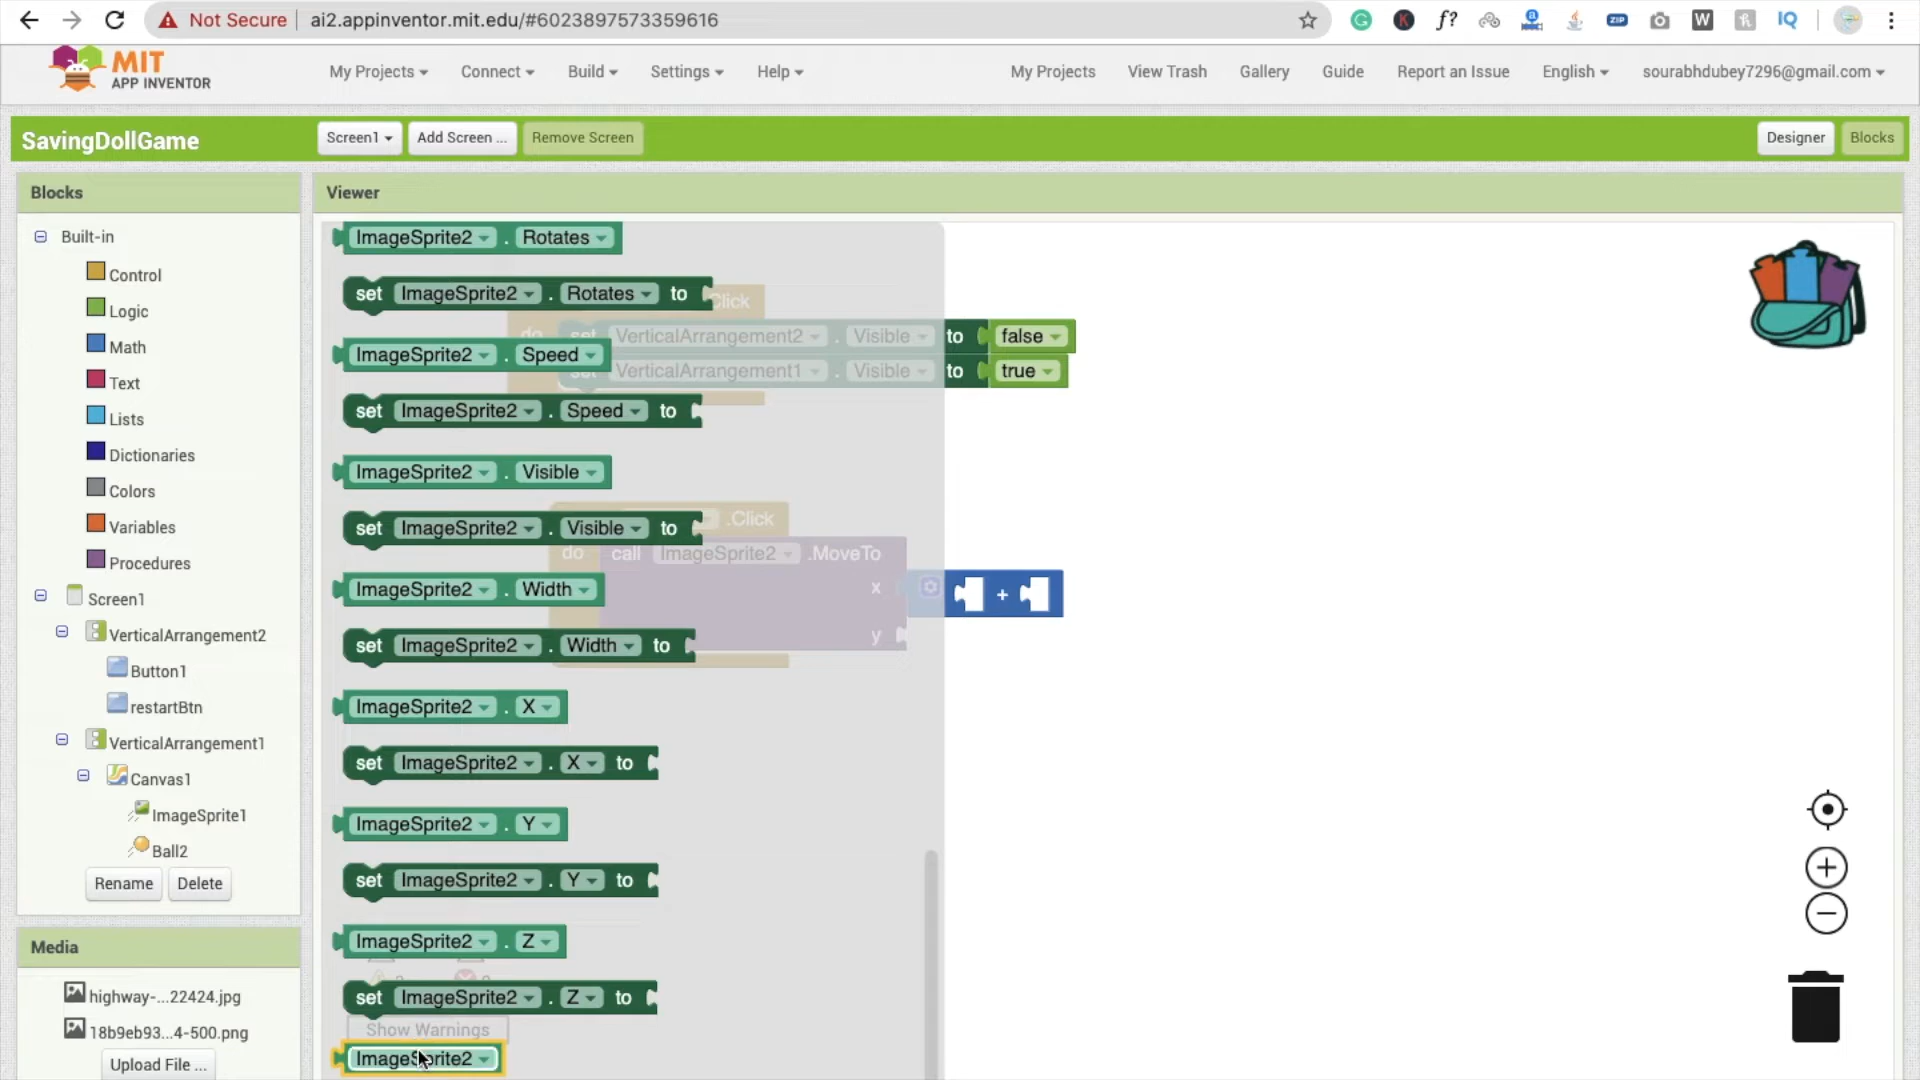 Not Secure ai2.appinventor.mit.edu/#6023897573359616
MIT
APP INVENTOR
My Projects Connect Build Settings Help My Projects View Trash Gallery Guide Report an Issue English sourabhdubey7296@gmail.com
SavingDollGame Screen1 Add Screen ... Remove Screen Designer Blocks
Blocks
Viewer
Built-in
Control
Logic
Math
Text
Lists
Dictionaries
Colors
Variables
Procedures
Screen1
VerticalArrangement2
Button1
restartBtn
VerticalArrangement1
Canvas1
ImageSprite1
Ball2
Rename Delete
Media
highway-...22424.jpg
18b9eb93...4-500.png
Upload File ...
ImageSprite2 . Rotates
set ImageSprite2 . Rotates to
ImageSprite2 . Speed
set ImageSprite2 . Speed to
ImageSprite2 . Visible
set ImageSprite2 . Visible to
ImageSprite2 . Width
set ImageSprite2 . Width to
ImageSprite2 . X
set ImageSprite2 . X to
ImageSprite2 . Y
set ImageSprite2 . Y to
ImageSprite2 . Z
set ImageSprite2 . Z to
Show Warnings
ImageSprite2
Click
do set VerticalArrangement2 . Visible to false
set VerticalArrangement1 . Visible to true
.Click
do call ImageSprite2 .MoveTo
x +
y